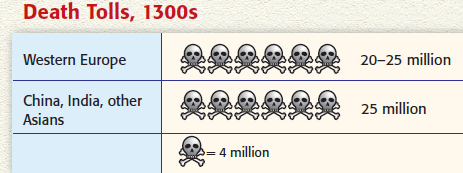 Death Tolls, 1300s
Western Europe 20–25 million
China, India, other
Asians 25 million
= 4 million